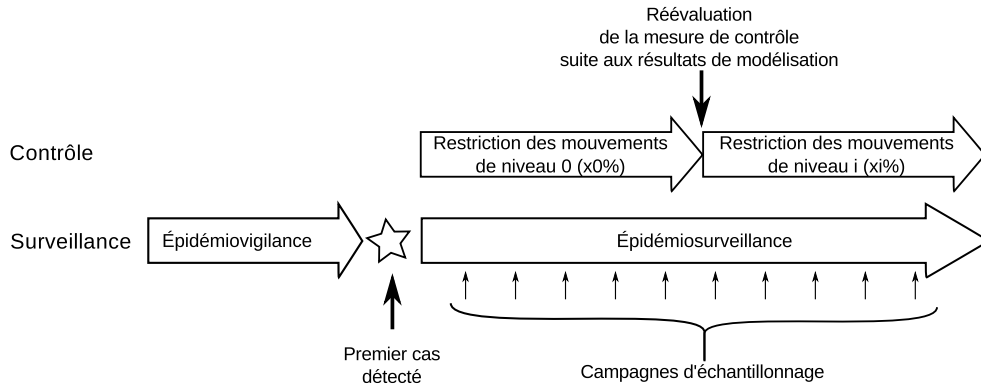 Réévaluation
de la mesure de contrôle
suite aux résultats de modélisation
Contrôle
Restriction des mouvements
de niveau 0 (x0%)
Restriction des mouvements
de niveau i (xi%)
Surveillance
Épidémiovigilance
Épidémiosurveillance
Premier cas
détecté
Campagnes d'échantillonnage